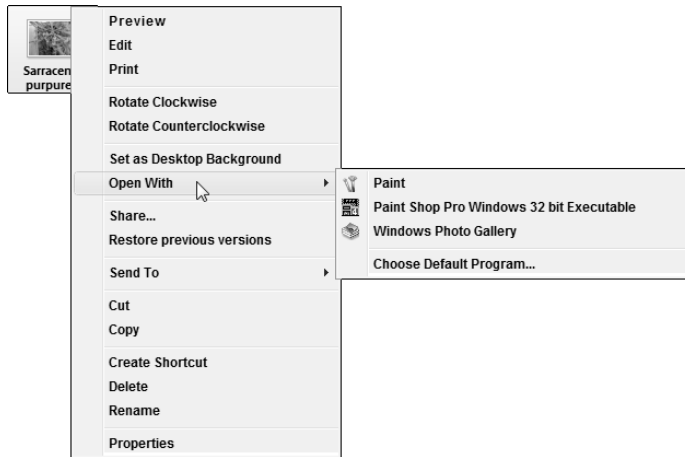 Sarracen
purpure
Preview
Edit
Print
Rotate Clockwise
Rotate Counterclockwise
Set as Desktop Background
Open With
Share...
Restore previous versions
Send To
Cut
Copy
Create Shortcut
Delete
Rename
Properties
Paint
Paint Shop Pro Windows 32 bit Executable
Windows Photo Gallery
Choose Default Program...